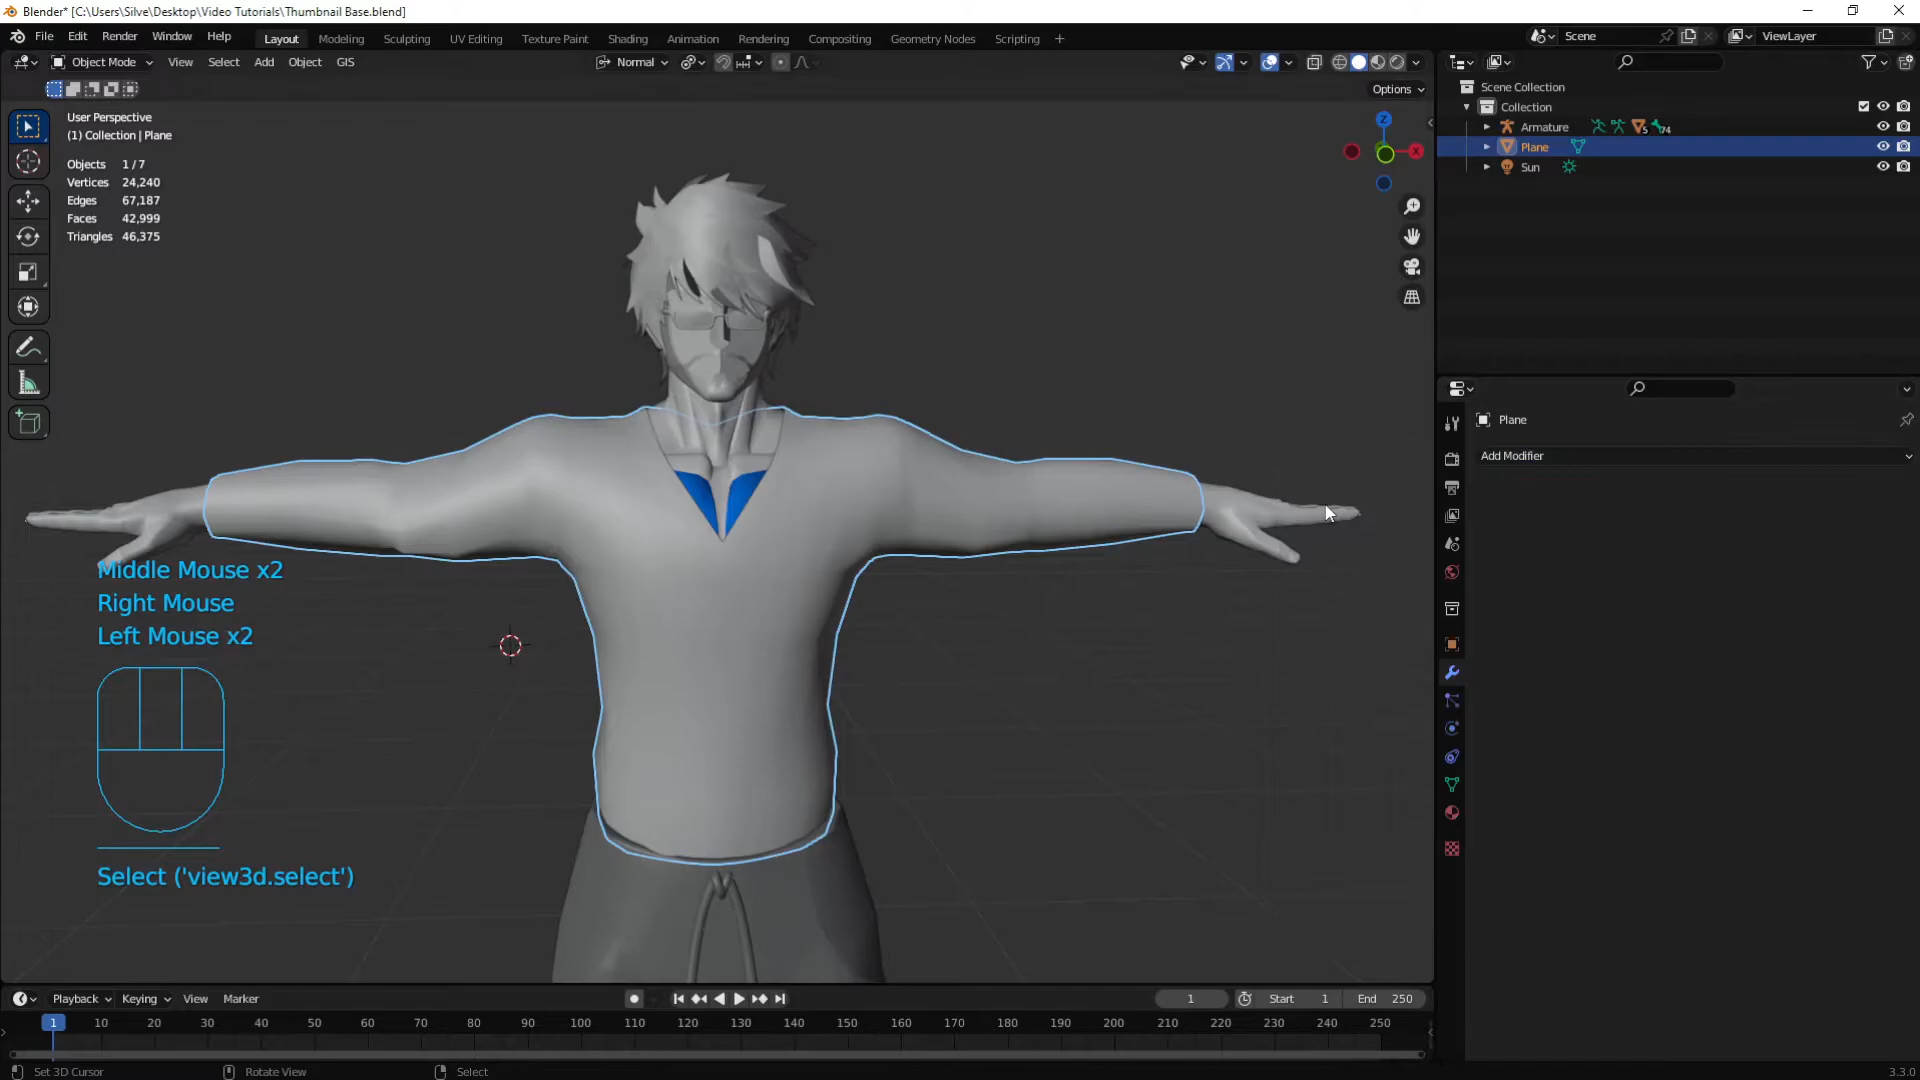 Blender* [C:\Users\Silve\Desktop\Video Tutorials\Thumbnail Base.blend]
File Edit Render Window Help Layout Modeling Sculpting UV Editing Texture Paint Shading Animation Rendering Compositing Geometry Nodes Scripting + Scene ViewLayer
Object Mode View Select Add Object GIS Normal
Options
User Perspective
(1) Collection | Plane
Objects 1 / 7
Vertices 24,240
Edges 67,187
Faces 42,999
Triangles 46,375
Z
X
Scene Collection
Collection
Armature 5 74
Plane
Sun
Plane
Add Modifier
Middle Mouse x2
Right Mouse
Left Mouse x2
Select ('view3d.select')
Playback Keying View Marker 1 Start 1 End 250
1 10 20 30 40 50 60 70 80 90 100 110 120 130 140 150 160 170 180 190 200 210 220 230 240 250
Set 3D Cursor Rotate View Select 3.3.0